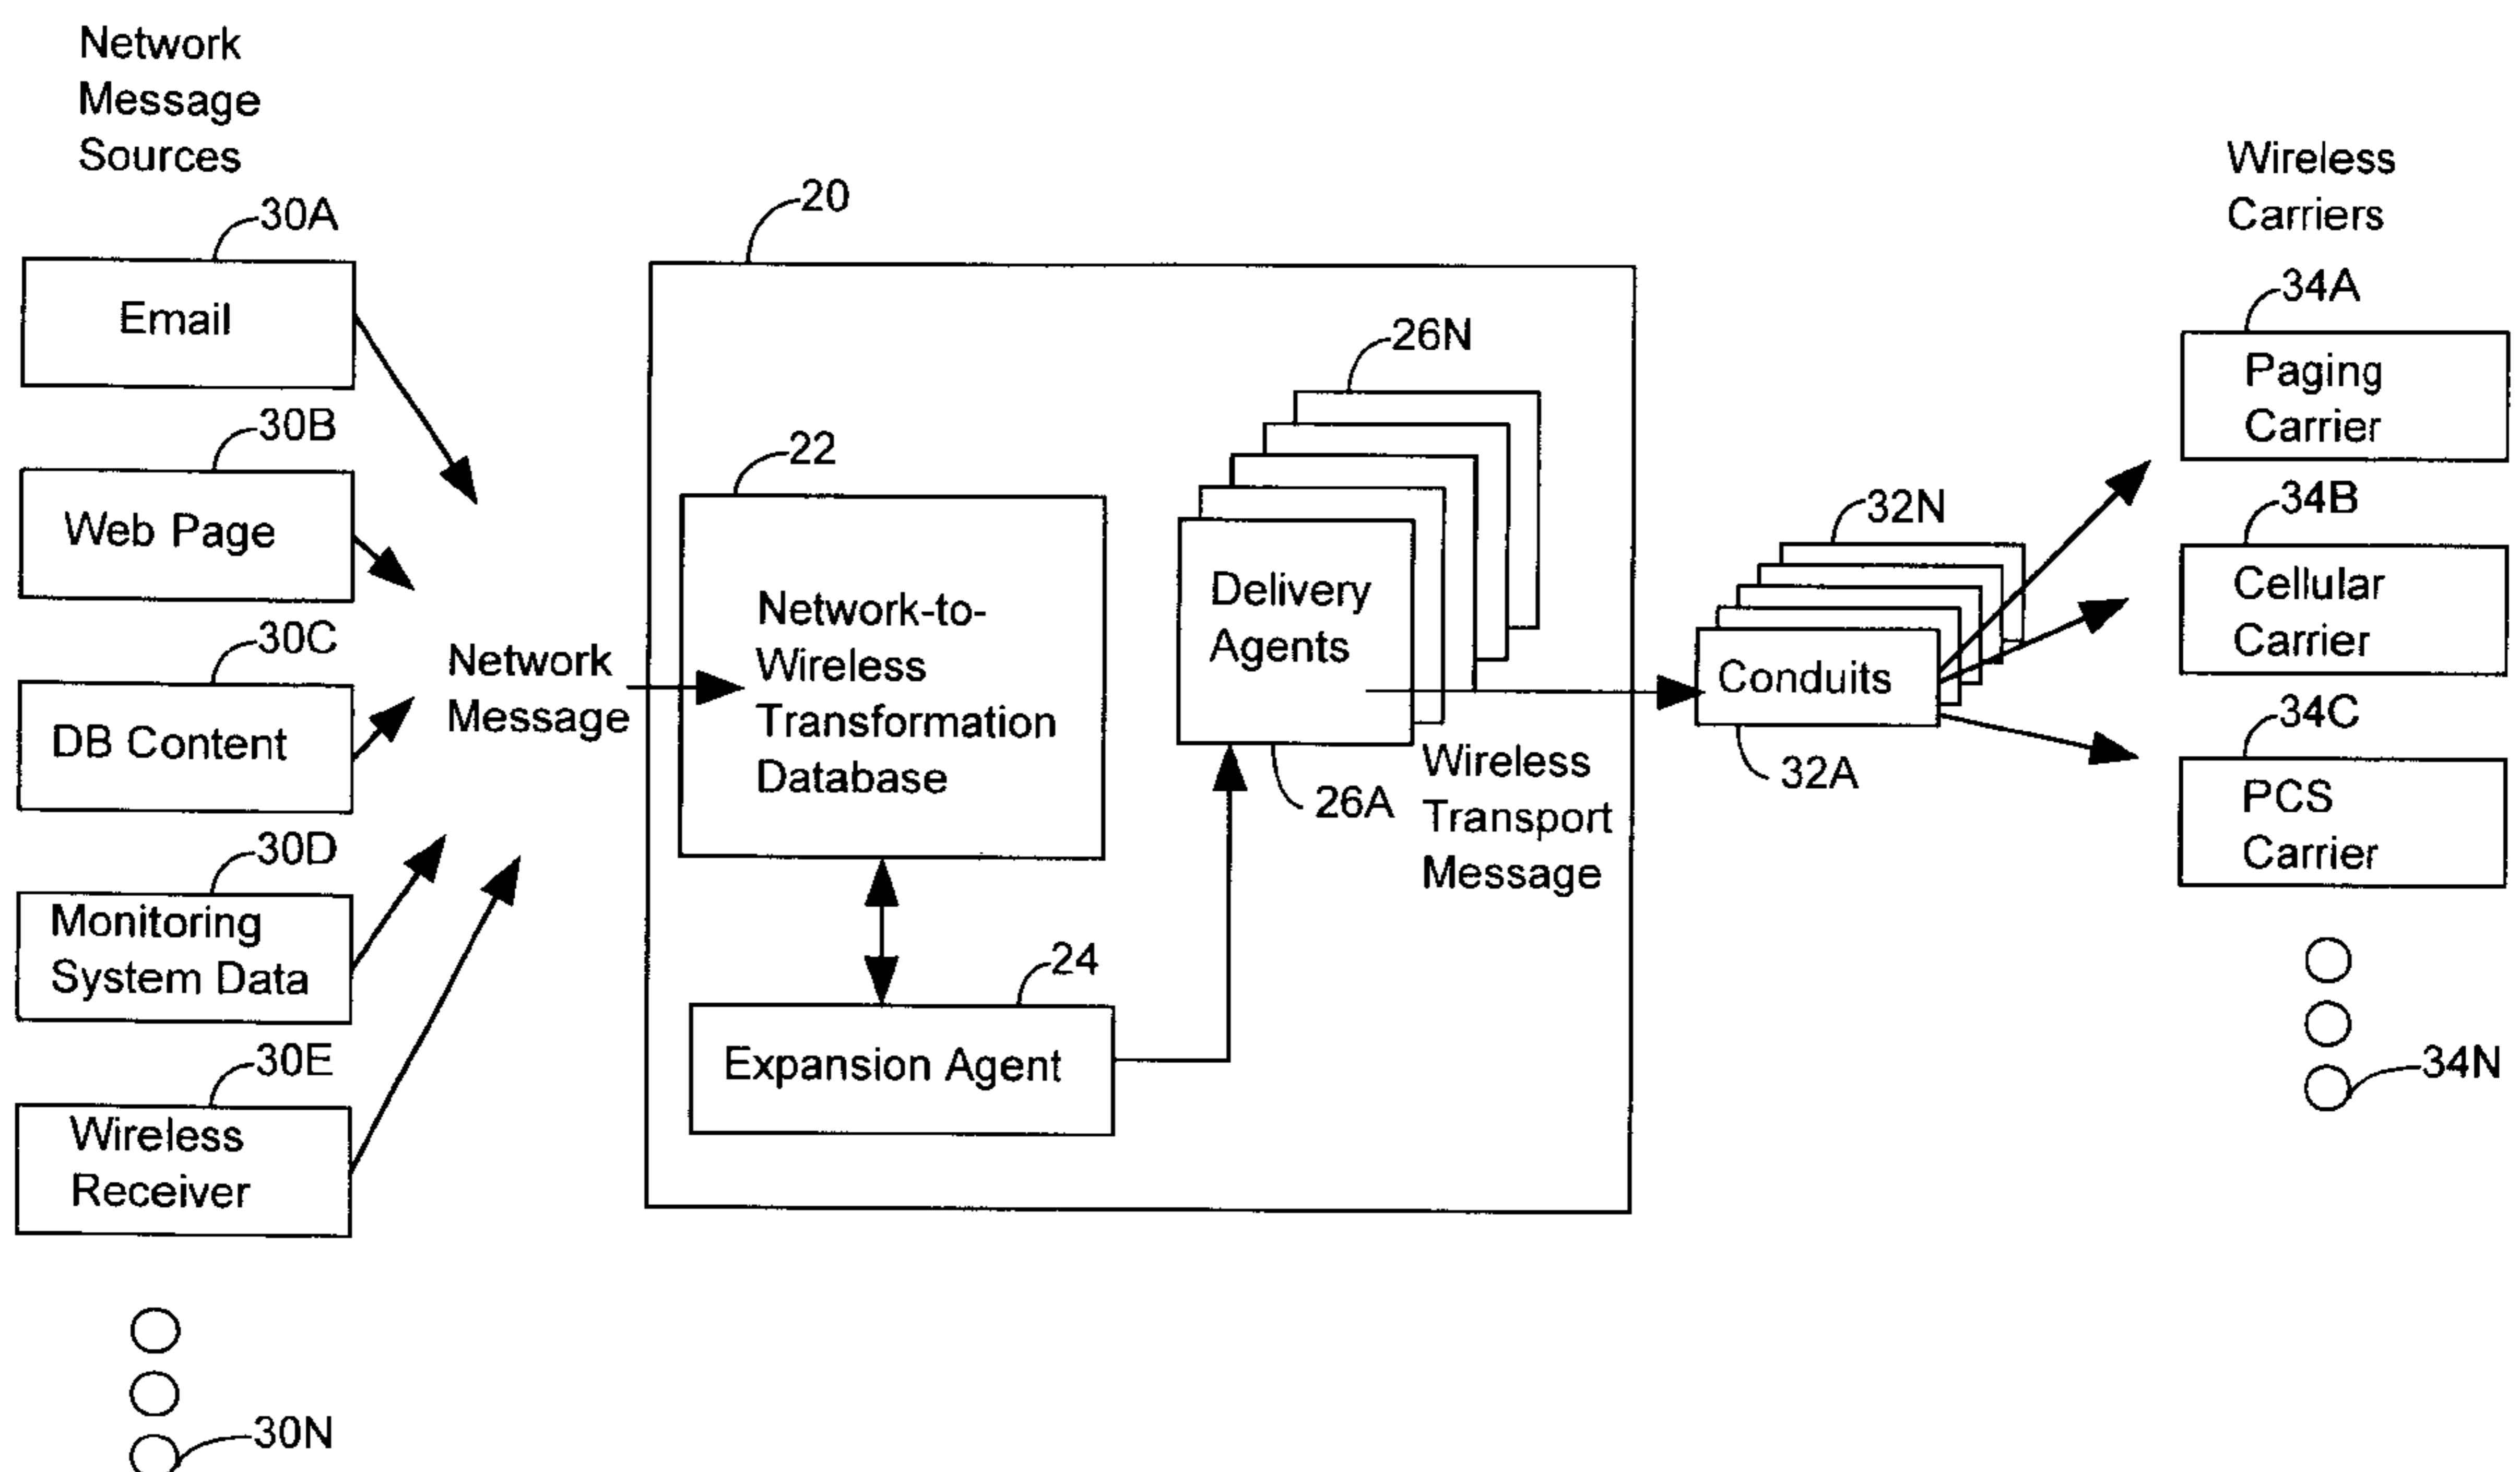 Network
Message
Sources
30A
Email
30B
Web Page
30C
DB Content
30D
Monitoring
System Data
30E
Wireless
Receiver
30N
Network
Message
20
22
Network-to-
Wireless
Transformation
Database
24
Expansion Agent
26N
Delivery
Agents
26A
Wireless
Transport
Message
32N
Conduits
32A
Wireless
Carriers
34A
Paging
Carrier
34B
Cellular
Carrier
34C
PCS
Carrier
34N